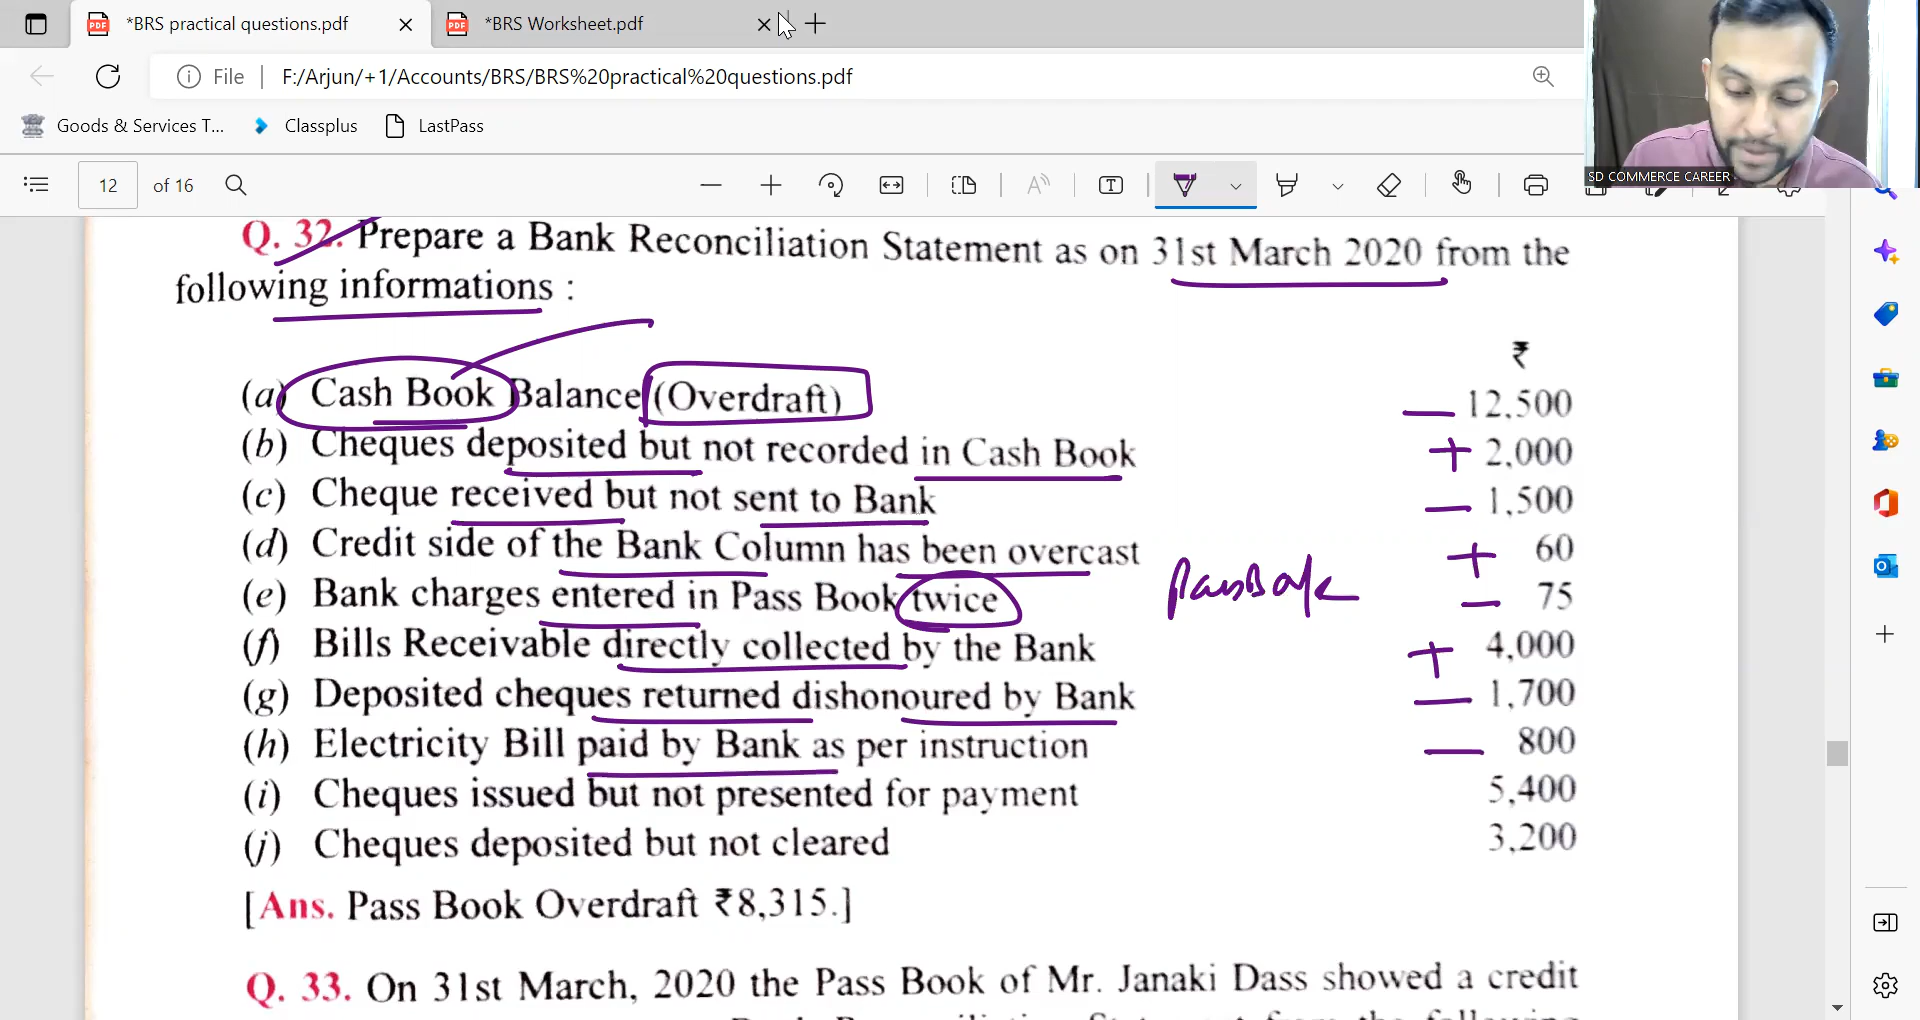 *BRS practical questions.pdf
*BRS Worksheet.pdf
File F:/Arjun/+1/Accounts/BRS/BRS%20practical%20questions.pdf
Goods & Services T...
Classplus
LastPass
12 of 16
SD COMMERCE CAREER
Q. 32. Prepare a Bank Reconciliation Statement as on 31st March 2020 from the
following informations :
₹
(a) Cash Book Balance (Overdraft) — 12,500
(b) Cheques deposited but not recorded in Cash Book + 2,000
(c) Cheque received but not sent to Bank — 1,500
(d) Credit side of the Bank Column has been overcast + 60
(e) Bank charges entered in Pass Book twice PassBook — 75
(f) Bills Receivable directly collected by the Bank + 4,000
(g) Deposited cheques returned dishonoured by Bank — 1,700
(h) Electricity Bill paid by Bank as per instruction — 800
(i) Cheques issued but not presented for payment 5,400
(j) Cheques deposited but not cleared 3,200
[Ans. Pass Book Overdraft ₹8,315.]
Q. 33. On 31st March, 2020 the Pass Book of Mr. Janaki Dass showed a credit